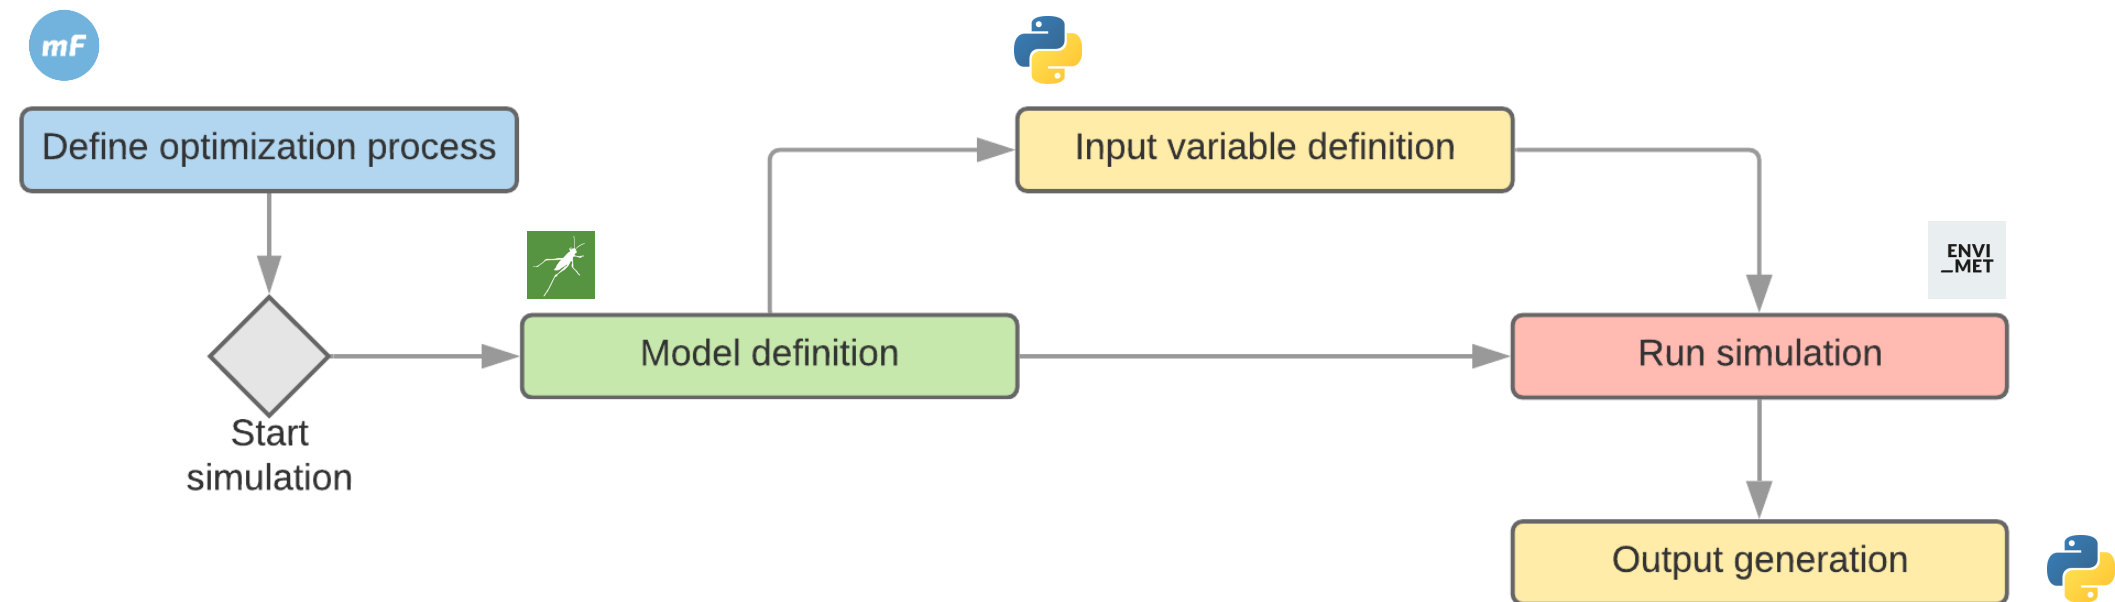 mF
Define optimization process
Input variable definition
ENVI
_MET
Model definition
Run simulation
Start
simulation
Output generation